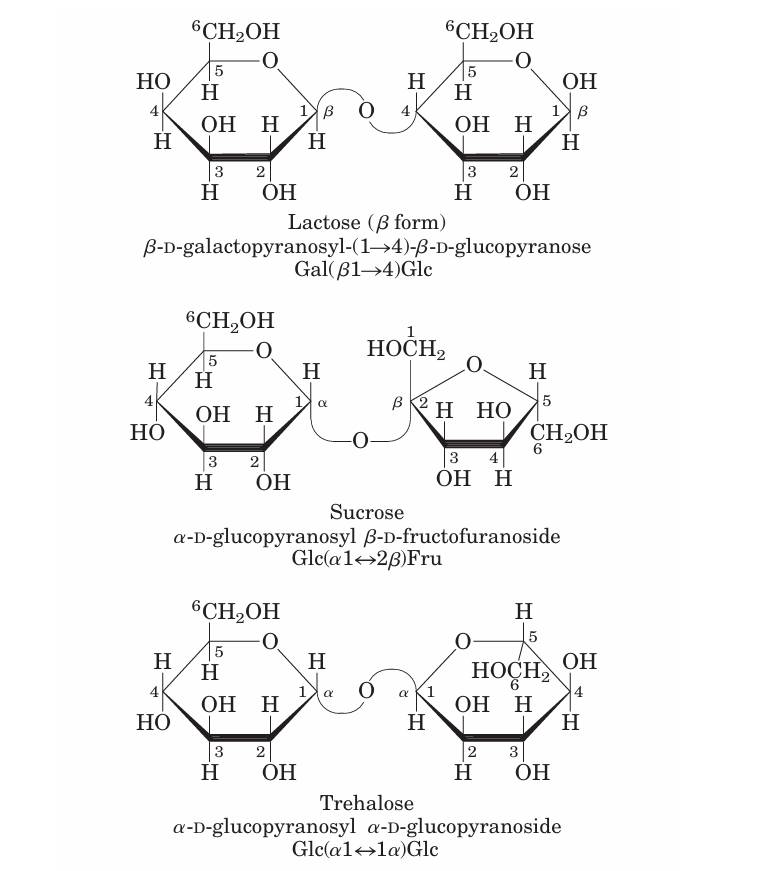 ⁶CH₂OH ⁶CH₂OH
O O
HO 5 H 5 OH
H H
4 1 β O 4 1 β
OH H OH H
H H H
3 2 3 2
H OH H OH
Lactose (β form)
β-D-galactopyranosyl-(1→4)-β-D-glucopyranose
Gal(β1→4)Glc
⁶CH₂OH 1
O HOCH₂
5 O
H H H H
4 1 α β 2 5
OH H H HO
HO O CH₂OH
3 2 3 4 6
H OH OH H
Sucrose
α-D-glucopyranosyl β-D-fructofuranoside
Glc(α1↔2β)Fru
⁶CH₂OH H
O O 5
H 5 H HOCH₂ OH
H 6
4 1 α O α 1 4
OH H OH H
HO H H
3 2 2 3
H OH H OH
Trehalose
α-D-glucopyranosyl α-D-glucopyranoside
Glc(α1↔1α)Glc